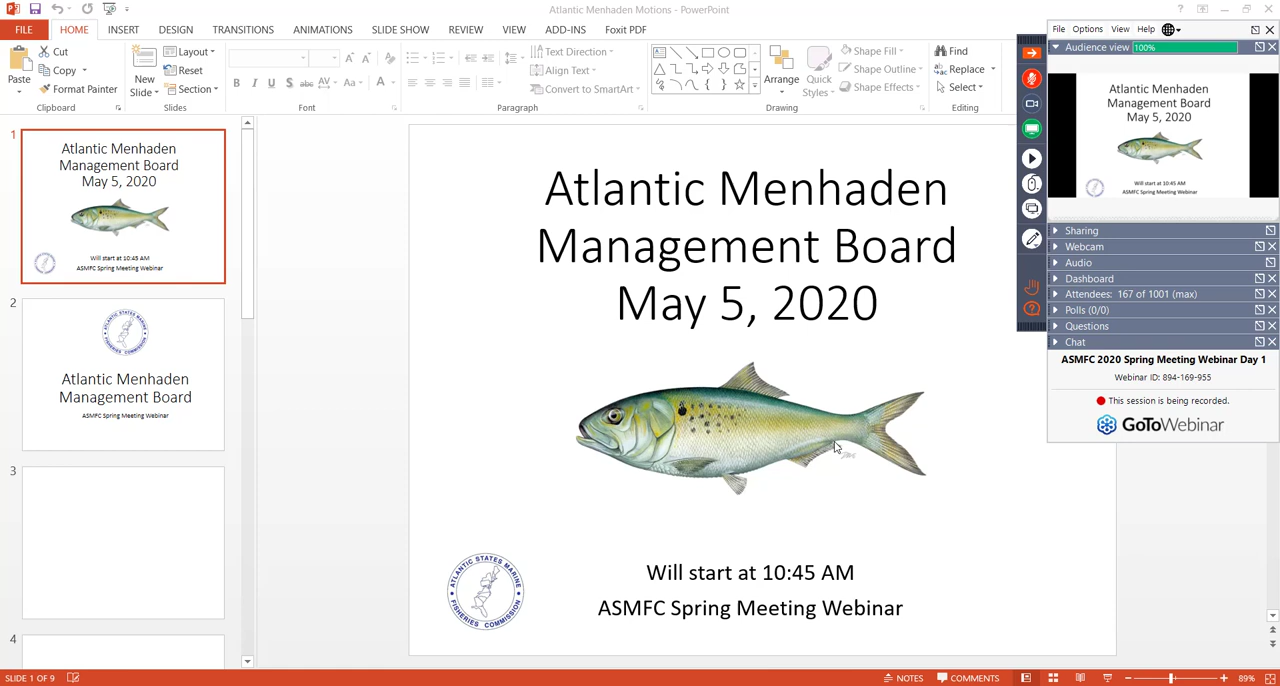 Atlantic Menhaden Motions - PowerPoint
FILE HOME INSERT DESIGN TRANSITIONS ANIMATIONS SLIDE SHOW REVIEW VIEW ADD-INS Foxit PDF
Paste
Cut
Copy
Format Painter
Clipboard
New
Slide
Layout
Reset
Section
Slides
B I U S abc AV Aa A
Font
Text Direction
Align Text
Convert to SmartArt
Paragraph
Arrange
Quick
Styles
Shape Fill
Shape Outline
Shape Effects
Drawing
Find
Replace
Select
Editing
1
Atlantic Menhaden
Management Board
May 5, 2020
Will start at 10:45 AM
ASMFC Spring Meeting Webinar
2
Atlantic Menhaden
Management Board
ASMFC Spring Meeting Webinar
3
4
Atlantic Menhaden
Management Board
May 5, 2020
ATLANTIC STATES MARINE
FISHERIES COMMISSION
Will start at 10:45 AM
ASMFC Spring Meeting Webinar
File Options View Help
Audience view 100%
Atlantic Menhaden
Management Board
May 5, 2020
Will start at 10:45 AM
ASMFC Spring Meeting Webinar
Sharing
Webcam
Audio
Dashboard
Attendees: 167 of 1001 (max)
Polls (0/0)
Questions
Chat
ASMFC 2020 Spring Meeting Webinar Day 1
Webinar ID: 894-169-955
This session is being recorded.
GoToWebinar
SLIDE 1 OF 9
NOTES COMMENTS 89%